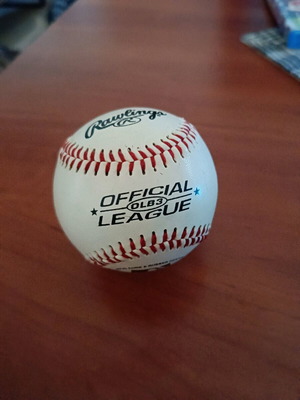 Rawlings
R
OFFICIAL
OLB3
LEAGUE